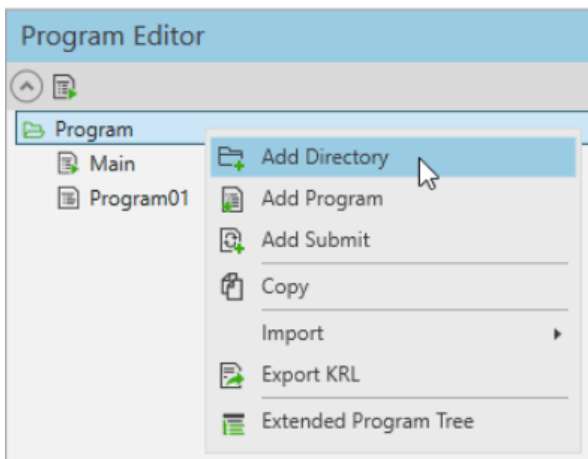 Program Editor
Program
Main
Program01
Add Directory
Add Program
Add Submit
Copy
Import
Export KRL
Extended Program Tree